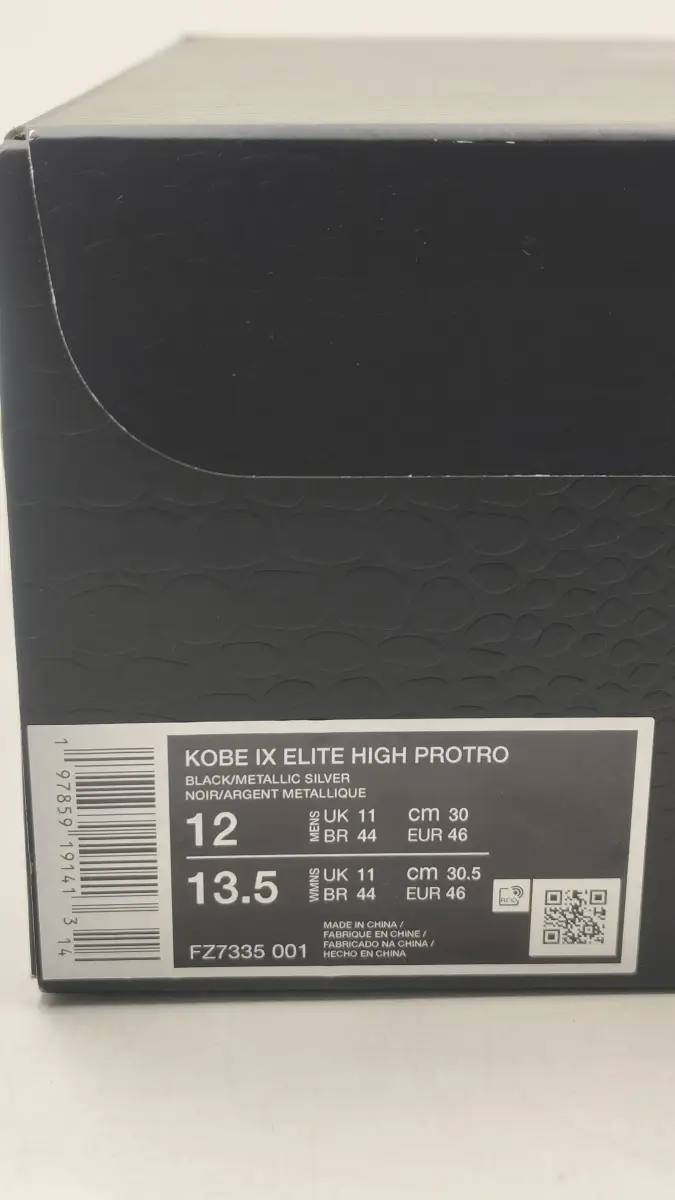 KOBE IX ELITE HIGH PROTRO
BLACK/METALLIC SILVER
NOIR/ARGENT METALLIQUE
12 MENS UK 11 cm 30
BR 44 EUR 46
13.5 WMNS UK 11 cm 30.5
BR 44 EUR 46
FZ7335 001
MADE IN CHINA /
FABRIQUE EN CHINE /
FABRICADO NA CHINA /
HECHO EN CHINA
1 97859 19141 3 14